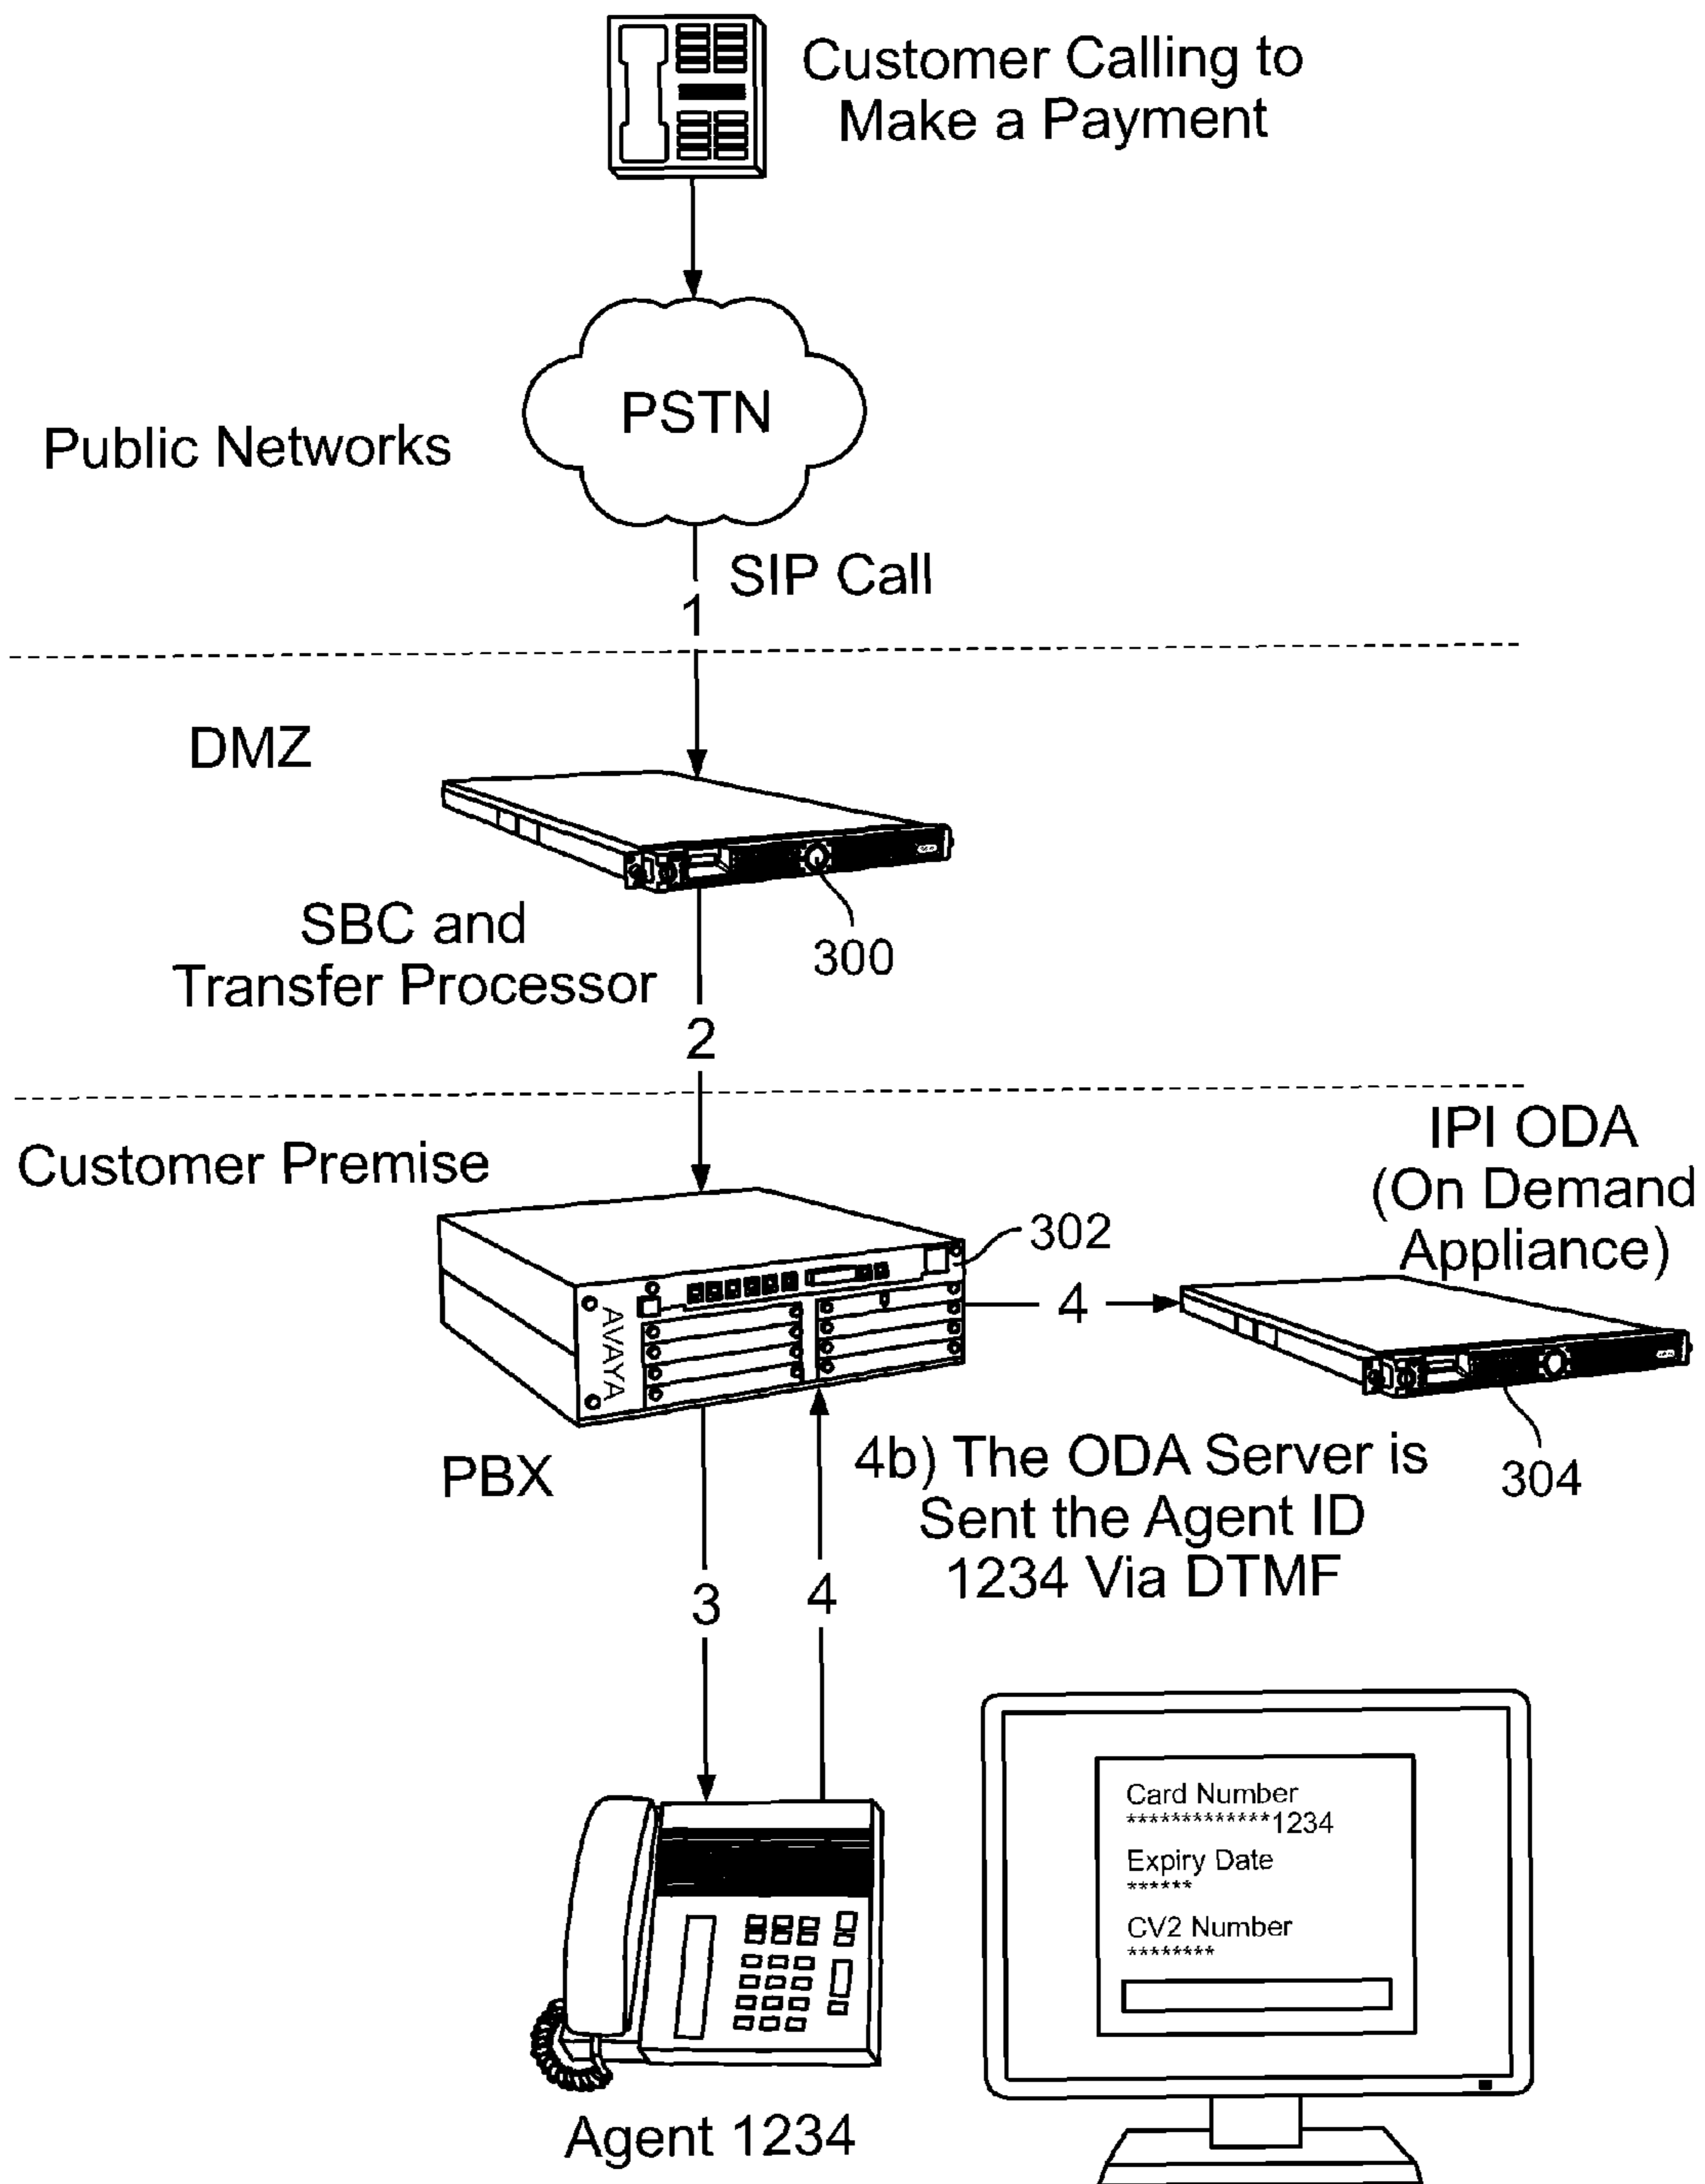 Customer Calling to
Make a Payment
PSTN
Public Networks
SIP Call
1
DMZ
SBC and
Transfer Processor
300
2
Customer Premise
IPI ODA
(On Demand
Appliance)
302
4
AVAYA
PBX
4b) The ODA Server is
Sent the Agent ID
1234 Via DTMF
304
3
4
Card Number
*************1234
Expiry Date
******
CV2 Number
********
Agent 1234